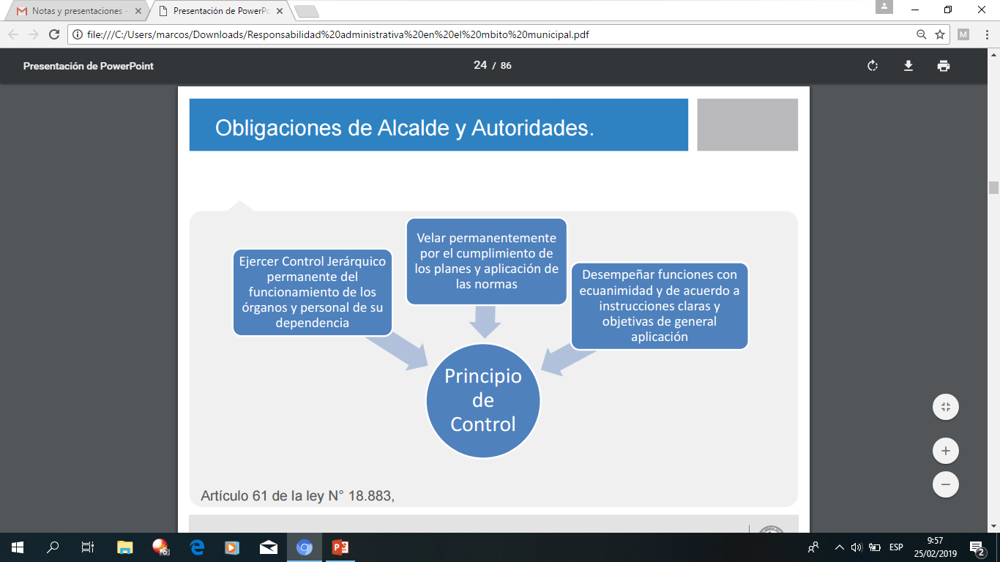 Notas y presentaciones -
Presentación de PowerPo
file:///C:/Users/marcos/Downloads/Responsabilidad%20administrativa%20en%20el%20mbito%20municipal.pdf
M
Presentación de PowerPoint
24 / 86
Obligaciones de Alcalde y Autoridades.
Ejercer Control Jerárquico
permanente del
funcionamiento de los
órganos y personal de su
dependencia
Velar permanentemente
por el cumplimiento de
los planes y aplicación de
las normas
Desempeñar funciones con
ecuanimidad y de acuerdo a
instrucciones claras y
objetivas de general
aplicación
Principio
de
Control
Artículo 61 de la ley N° 18.883,
ESP
9:57
25/02/2019
2